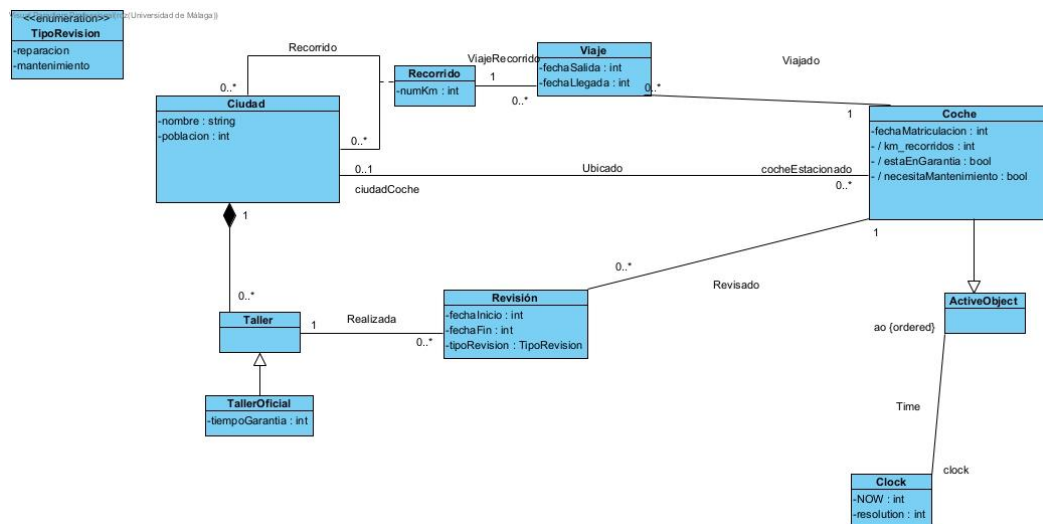 <<enumeration>>
TipoRevision
-reparacion
-mantenimiento
(Universidad de Málaga))
Recorrido
0..*
0..*
Recorrido
-numKm : int
ViajeRecorrido
1
0..*
Viaje
-fechaSalida : int
-fechaLlegada : int
0..*
Viajado
1
Ciudad
-nombre : string
-poblacion : int
Coche
-fechaMatriculacion : int
- / km_recorridos : int
- / estaEnGarantia : bool
- / necesitaMantenimiento : bool
0..1
ciudadCoche
Ubicado
cocheEstacionado
0..*
1
0..*
1
0..*
Revisado
Taller
1
Realizada
0..*
Revisión
-fechaInicio : int
-fechaFin : int
-tipoRevision : TipoRevision
ActiveObject
ao {ordered}
TallerOficial
-tiempoGarantia : int
Time
clock
Clock
-NOW : int
-resolution : int